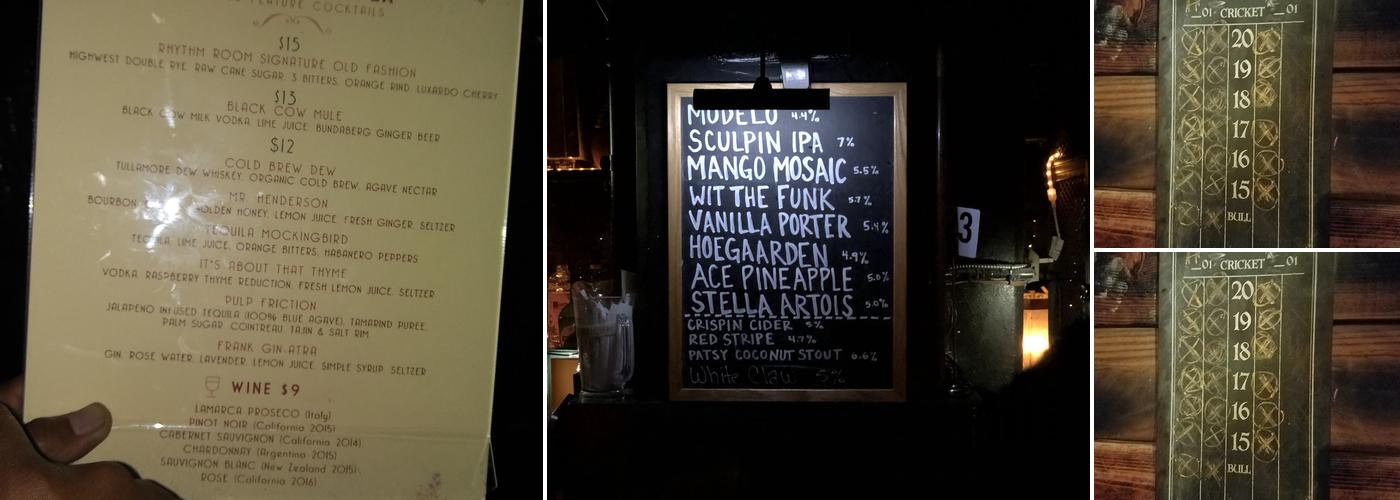 FEATURE COCKTAILS
$15
RHYTHM ROOM SIGNATURE OLD FASHION
HIGHWEST DOUBLE RYE, RAW CANE SUGAR, 3 BITTERS, ORANGE RIND, LUXARDO CHERRY
$13
BLACK COW MULE
BLACK COW MILK VODKA, LIME JUICE, BUNDABERG GINGER BEER
$12
COLD BREW DEW
TULLAMORE DEW WHISKEY, ORGANIC COLD BREW, AGAVE NECTAR
MR. HENDERSON
BOURBON GOLDEN HONEY, LEMON JUICE, FRESH GINGER, SELTZER
TEQUILA MOCKINGBIRD
TEQUILA, LIME JUICE, ORANGE BITTERS, HABANERO PEPPERS
IT'S ABOUT THAT THYME
VODKA, RASPBERRY THYME REDUCTION, FRESH LEMON JUICE, SELTZER
PULP FRICTION
JALAPENO INFUSED TEQUILA (100% BLUE AGAVE), TAMARIND PUREE,
PALM SUGAR, COINTREAU, TAJIN & SALT RIM
FRANK GIN-ATRA
GIN, ROSE WATER, LAVENDER, LEMON JUICE, SIMPLE SYRUP, SELTZER
WINE $9
LAMARCA PROSECO (Italy)
PINOT NOIR (California 2015)
CABERNET SAUVIGNON (California 2014)
CHARDONNAY (Argentina 2015)
SAUVIGNON BLANC (New Zealand 2015)
ROSE (California 2016)
MODELO 4.4%
SCULPIN IPA 7%
MANGO MOSAIC 5.5%
WIT THE FUNK 5.7%
VANILLA PORTER 5.4%
HOEGAARDEN 4.9%
ACE PINEAPPLE 5.0%
STELLA ARTOIS 5.0%
CRISPIN CIDER 5%
RED STRIPE 4.7%
PATSY COCONUT STOUT 6.6%
White Claw 5%
3
_01 CRICKET _01
20
19
18
17
16
15
BULL
_01 CRICKET _01
20
19
18
17
16
15
BULL